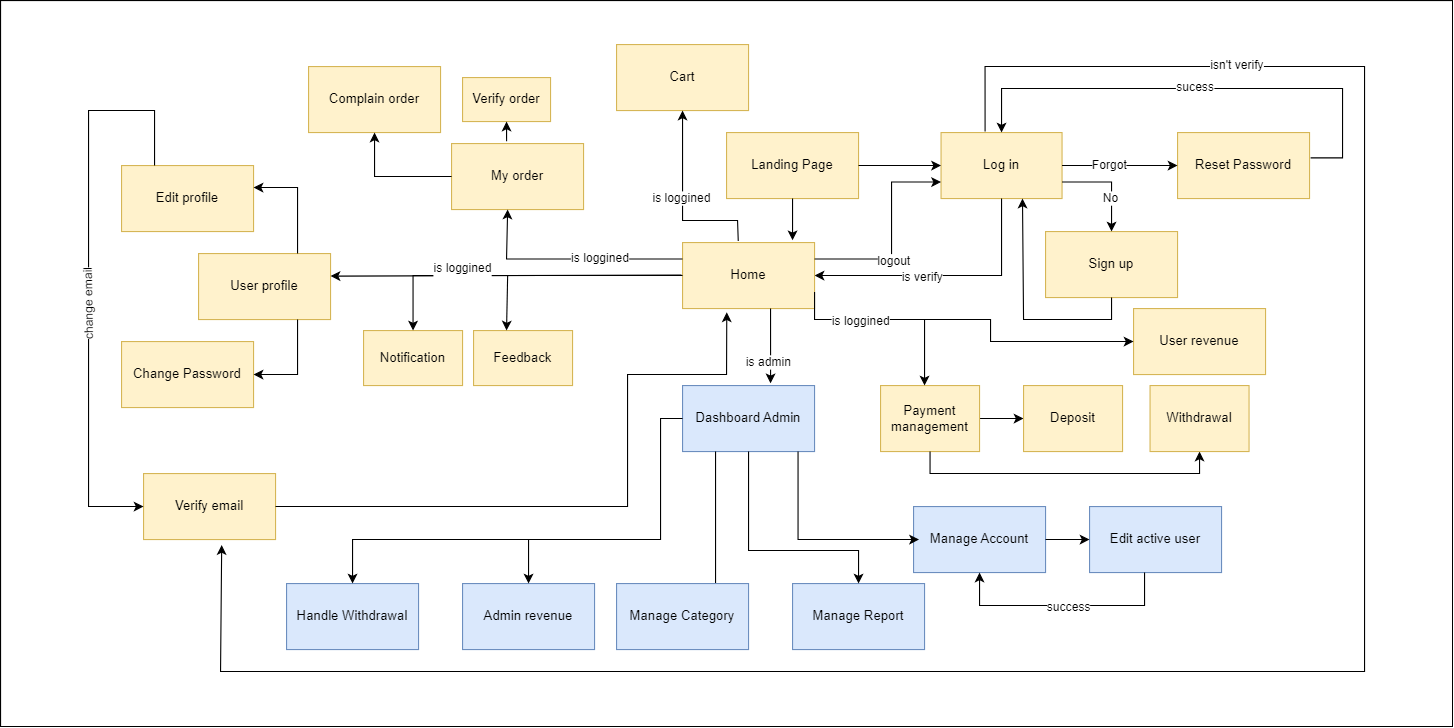 isn't verify
Cart
sucess
Complain order
Verify order
Landing Page
Log in
Forgot
Reset Password
My order
Edit profile
is loggined
No
is loggined
logout
Sign up
is loggined
Home
is verify
User profile
change email
is loggined
User revenue
Notification
Feedback
is admin
Change Password
Dashboard Admin
Payment
management
Deposit
Withdrawal
Verify email
Manage Account
Edit active user
success
Handle Withdrawal
Admin revenue
Manage Category
Manage Report